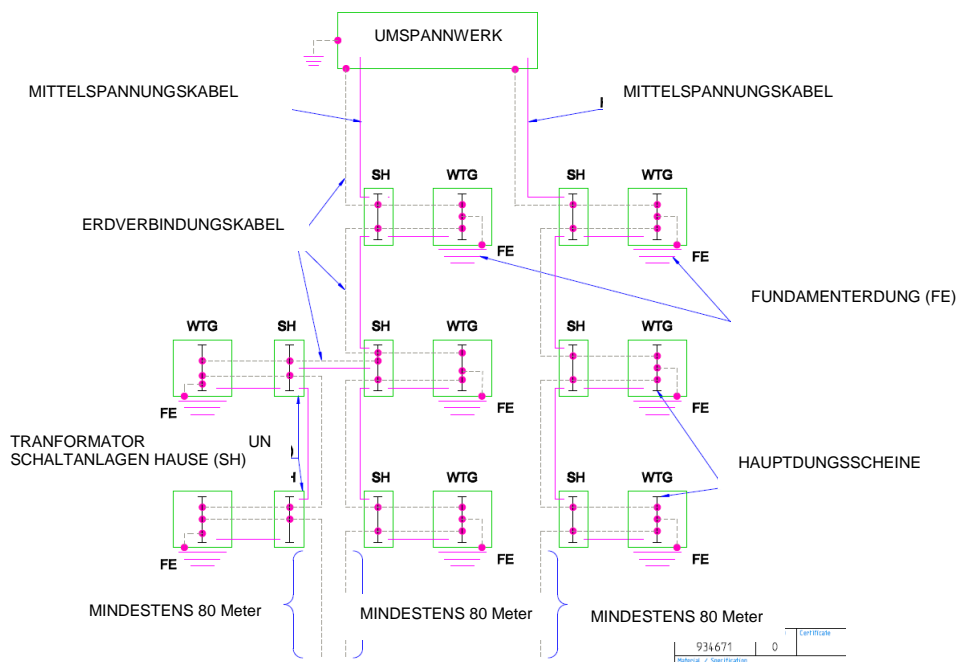 UMSPANNWERK
MITTELSPANNUNGSKABEL
MITTELSPANNUNGSKABEL
SH
WTG
SH
WTG
ERDVERBINDUNGSKABEL
FE
FE
FUNDAMENTERDUNG (FE)
WTG
SH
SH
WTG
SH
WTG
FE
FE
FE
TRANFORMATOR UN
SCHALTANLAGEN HAUSE (SH)
HAUPTDUNGSSCHEINE
SH
WTG
SH
WTG
FE
FE
FE
MINDESTENS 80 Meter
MINDESTENS 80 Meter
MINDESTENS 80 Meter
Certificate
934671 0
Material / Specification